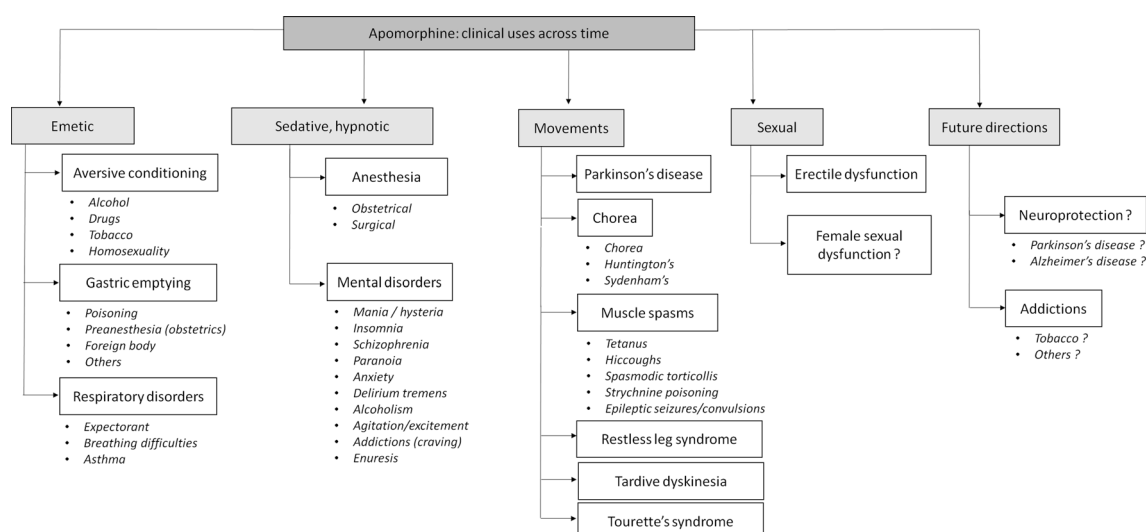 Apomorphine: clinical uses across time
Emetic
Aversive conditioning
• Alcohol
• Drugs
• Tobacco
• Homosexuality
Gastric emptying
• Poisoning
• Preanesthesia (obstetrics)
• Foreign body
• Others
Respiratory disorders
• Expectorant
• Breathing difficulties
• Asthma
Sedative, hypnotic
Anesthesia
• Obstetrical
• Surgical
Mental disorders
• Mania / hysteria
• Insomnia
• Schizophrenia
• Paranoia
• Anxiety
• Delirium tremens
• Alcoholism
• Agitation/excitement
• Addictions (craving)
• Enuresis
Movements
Parkinson's disease
Chorea
• Chorea
• Huntington's
• Sydenham's
Muscle spasms
• Tetanus
• Hiccoughs
• Spasmodic torticollis
• Strychnine poisoning
• Epileptic seizures/convulsions
Restless leg syndrome
Tardive dyskinesia
Tourette's syndrome
Sexual
Erectile dysfunction
Female sexual
dysfunction ?
Future directions
Neuroprotection ?
• Parkinson's disease ?
• Alzheimer's disease ?
Addictions
• Tobacco ?
• Others ?